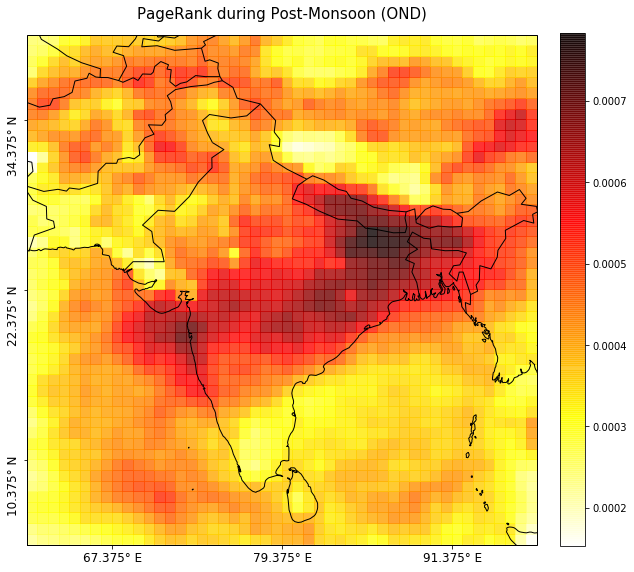 PageRank during Post-Monsoon (OND)
34.375° N
22.375° N
10.375° N
67.375° E
79.375° E
91.375° E
0.0007
0.0006
0.0005
0.0004
0.0003
0.0002